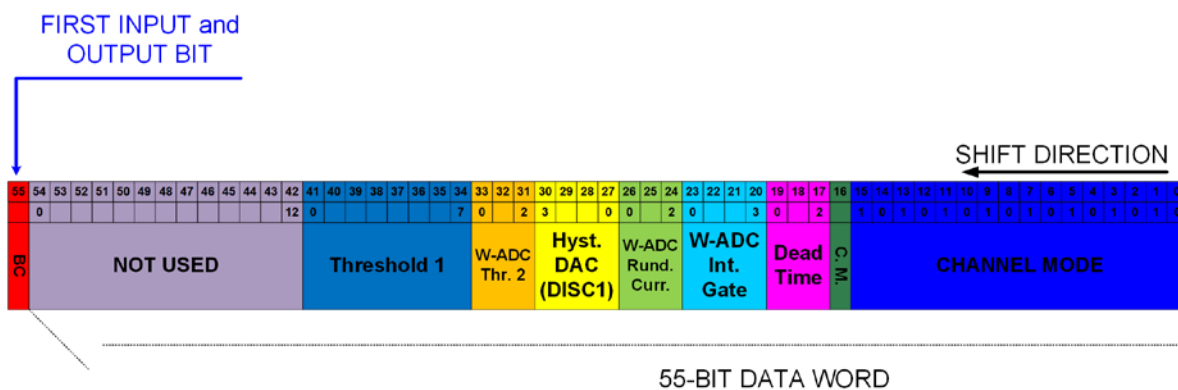 FIRST INPUT and
OUTPUT BIT
SHIFT DIRECTION
55 54 53 52 51 50 49 48 47 46 45 44 43 42 41 40 39 38 37 36 35 34 33 32 31 30 29 28 27 26 25 24 23 22 21 20 19 18 17 16 15 14 13 12 11 10 9 8 7 6 5 4 3 2 1 0
0 12 0 7 0 2 3 0 0 2 0 3 0 2 1 0 1 0 1 0 1 0 1 0 1 0 1 0 1 0
BC
NOT USED
Threshold 1
W-ADC
Thr. 2
Hyst.
DAC
(DISC1)
W-ADC
Rund.
Curr.
W-ADC
Int.
Gate
Dead
Time
C. M.
CHANNEL MODE
55-BIT DATA WORD